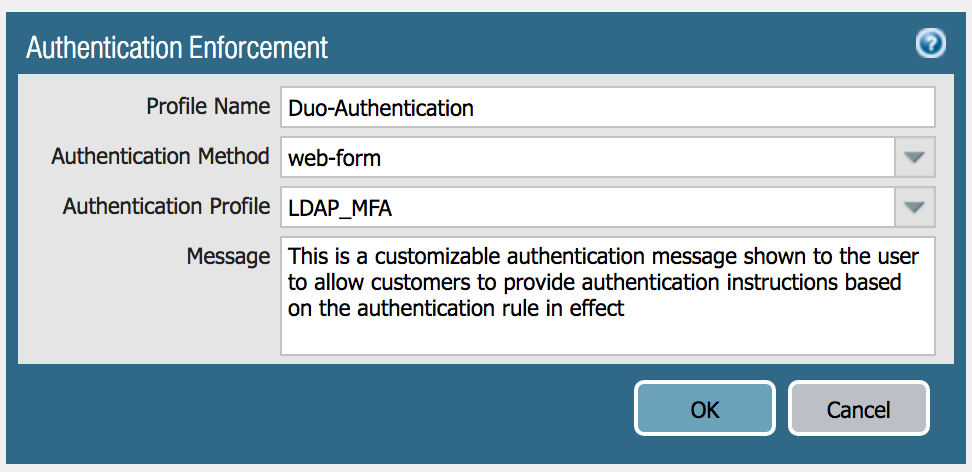 Authentication Enforcement
?
Profile Name Duo-Authentication
Authentication Method web-form
Authentication Profile LDAP_MFA
Message This is a customizable authentication message shown to the user
to allow customers to provide authentication instructions based
on the authentication rule in effect
OK Cancel